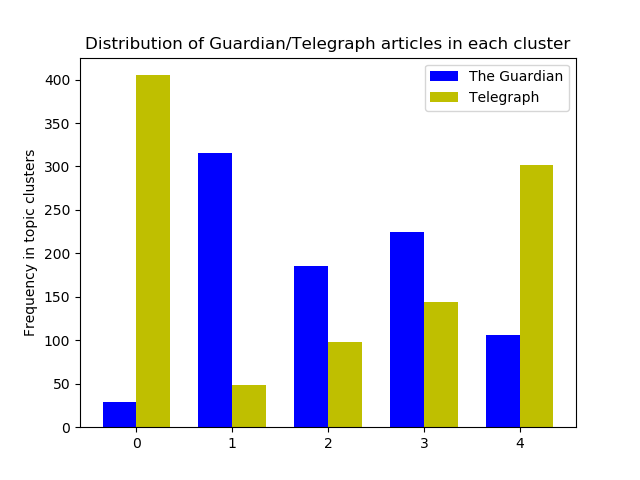 Distribution of Guardian/Telegraph articles in each cluster
The Guardian
Telegraph
Frequency in topic clusters
400
350
300
250
200
150
100
50
0
0 1 2 3 4